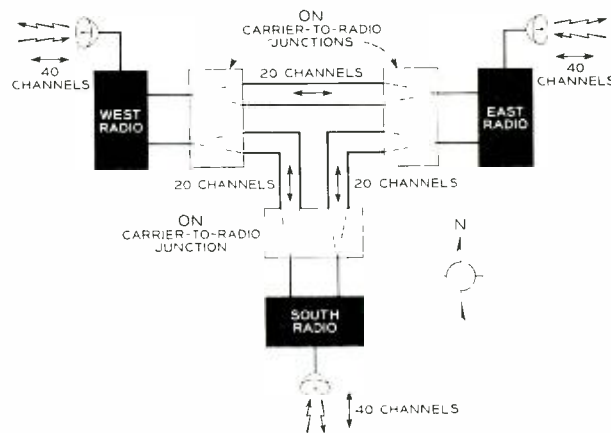 ON
CARRIER-TO-RADIO
JUNCTIONS
40
CHANNELS
20 CHANNELS
40
CHANNELS
WEST
RADIO
EAST
RADIO
20 CHANNELS
20 CHANNELS
ON
CARRIER-TO-RADIO
JUNCTION
N
SOUTH
RADIO
40 CHANNELS